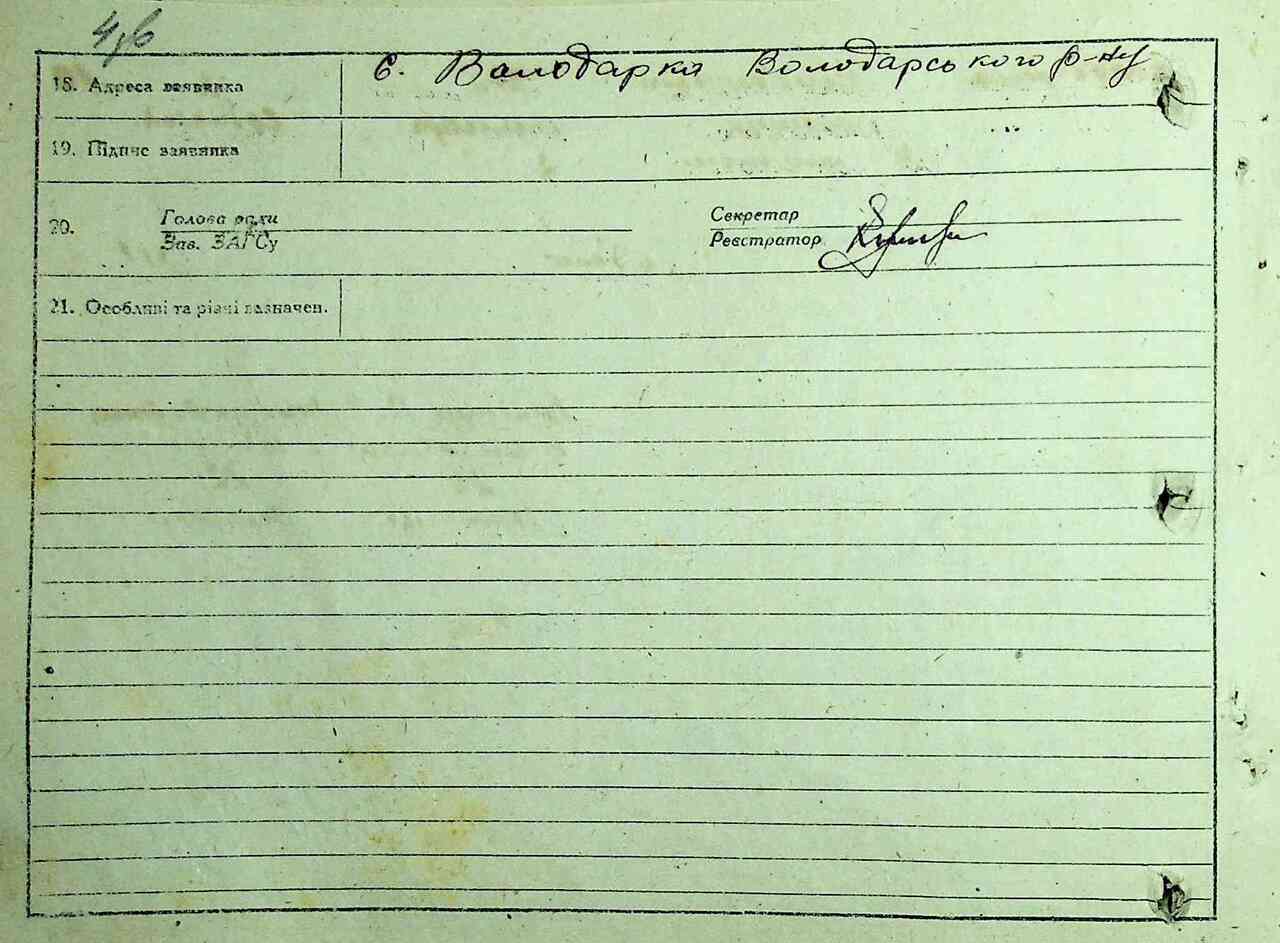 4/б
18. Адреса заявника с. Володарка Володарського р-ну
19. Підпис заявника
20. Голова ради Секретар
Зав. ЗАГСу Реєстратор
21. Особливі та різні зазначен.